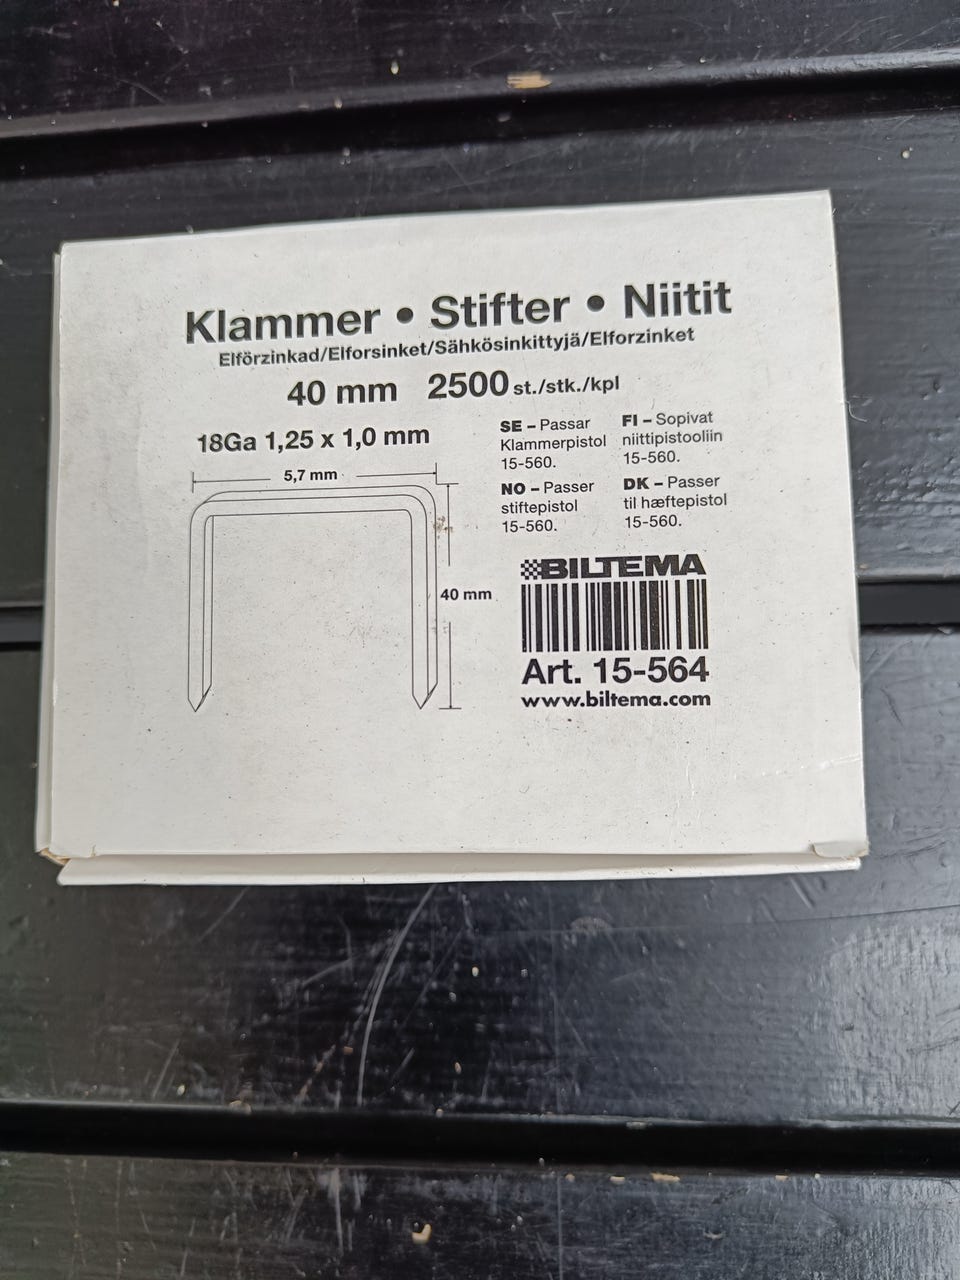 Klammer • Stifter • Niitit
Elförzinkad/Elforsinket/Sähkösinkittyjä/Elforzinket
40 mm 2500 st./stk./kpl
18Ga 1,25 x 1,0 mm
5,7 mm
40 mm
SE – Passar
Klammerpistol
15-560.
FI – Sopivat
niittipistooliin
15-560.
NO – Passer
stiftepistol
15-560.
DK – Passer
til hæftepistol
15-560.
BILTEMA
Art. 15-564
www.biltema.com